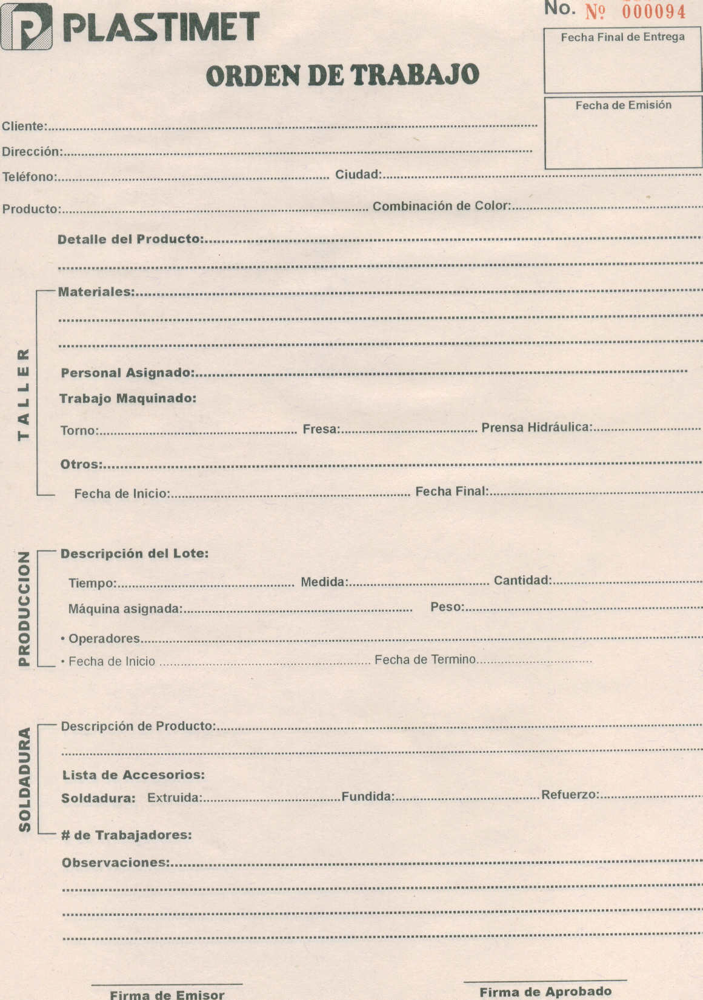 PLASTIMET
No. Nº 000094
Fecha Final de Entrega
ORDEN DE TRABAJO
Fecha de Emisión
Cliente:
Dirección:
Teléfono: Ciudad:
Producto: Combinación de Color:
Detalle del Producto:
TALLER
Materiales:
Personal Asignado:
Trabajo Maquinado:
Torno: Fresa: Prensa Hidráulica:
Otros:
Fecha de Inicio: Fecha Final:
PRODUCCION
Descripción del Lote:
Tiempo: Medida: Cantidad:
Máquina asignada: Peso:
• Operadores
• Fecha de Inicio Fecha de Termino
SOLDADURA
Descripción de Producto:
Lista de Accesorios:
Soldadura: Extruida: Fundida: Refuerzo:
# de Trabajadores:
Observaciones:
Firma de Emisor Firma de Aprobado